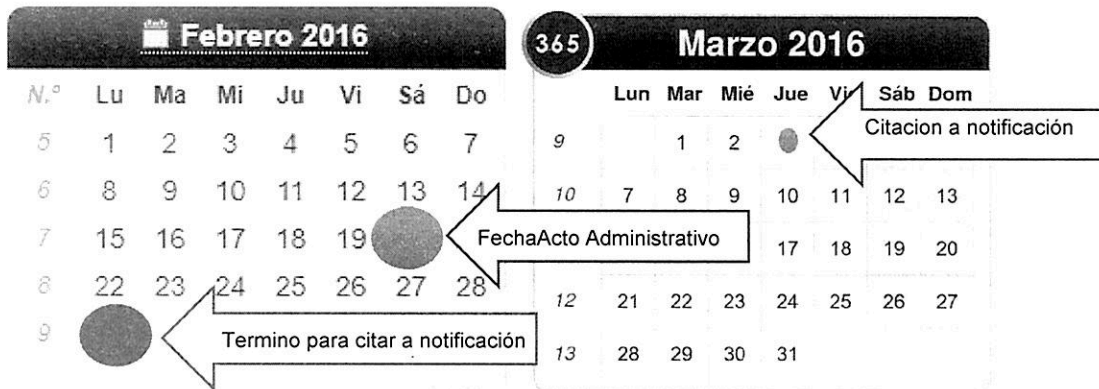 Febrero 2016
N.º Lu Ma Mi Ju Vi Sá Do
5 1 2 3 4 5 6 7
6 8 9 10 11 12 13 14
7 15 16 17 18 19
8 22 23 24 25 26 27 28
9
FechaActo Administrativo
Termino para citar a notificación
365 Marzo 2016
Lun Mar Mié Jue Vie Sáb Dom
9 1 2
10 7 8 9 10 11 12 13
17 18 19 20
12 21 22 23 24 25 26 27
13 28 29 30 31
Citacion a notificación